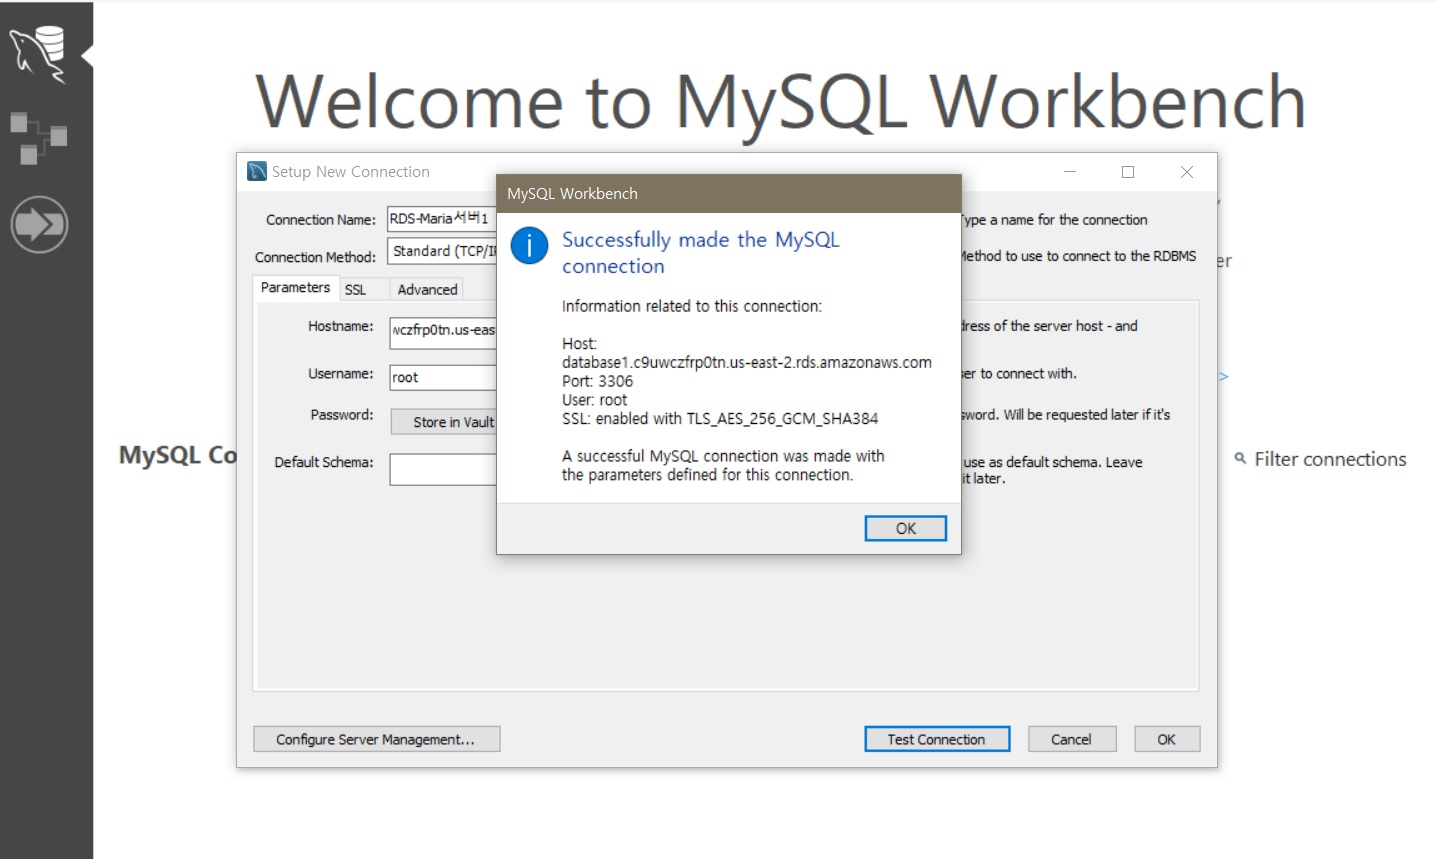 Welcome to MySQL Workbench
Setup New Connection
Connection Name: RDS-Maria서버1
Type a name for the connection
Connection Method: Standard (TCP/IP
Method to use to connect to the RDBMS
er
Parameters SSL Advanced
Hostname: wczfrp0tn.us-eas
dress of the server host - and
Username: root
ser to connect with.
>
Password: Store in Vault
sword. Will be requested later if it's
Default Schema:
use as default schema. Leave
it later.
MySQL Workbench
i
Successfully made the MySQL
connection
Information related to this connection:
Host:
database1.c9uwczfrp0tn.us-east-2.rds.amazonaws.com
Port: 3306
User: root
SSL: enabled with TLS_AES_256_GCM_SHA384
A successful MySQL connection was made with
the parameters defined for this connection.
OK
MySQL Co
Filter connections
Configure Server Management...
Test Connection Cancel OK